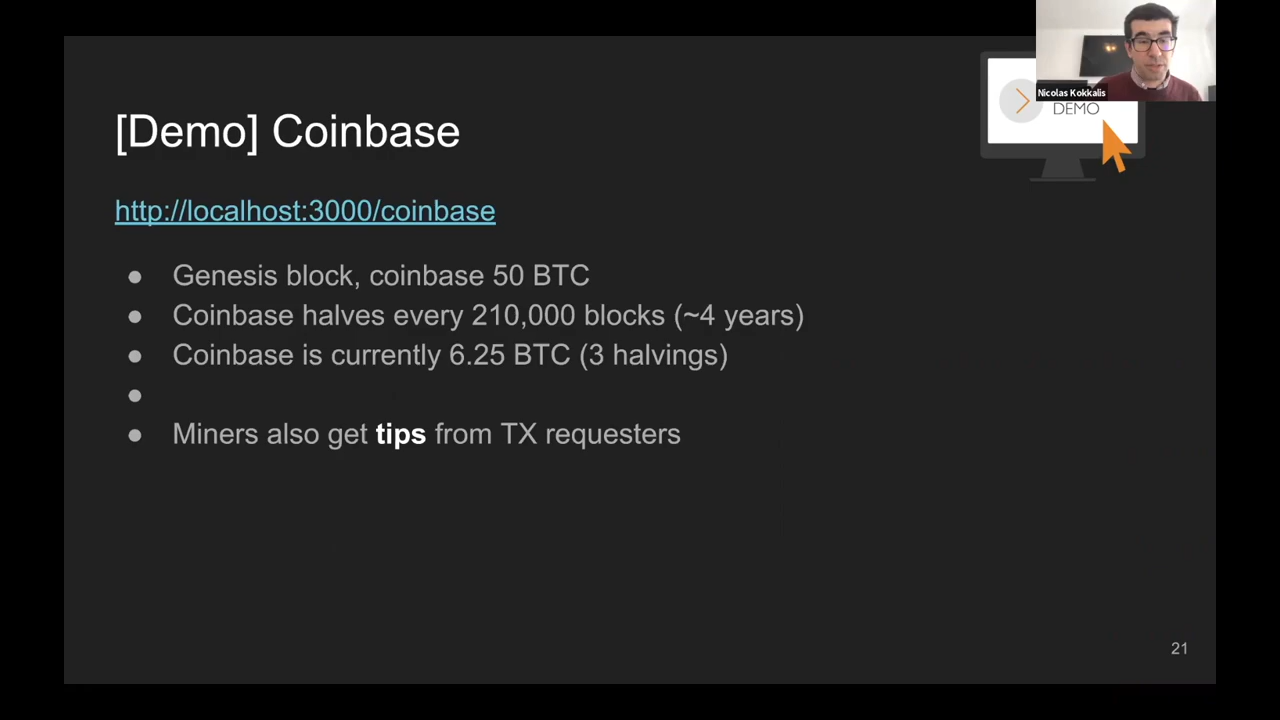 Nicolas Kokkalis
DEMO
[Demo] Coinbase
http://localhost:3000/coinbase
● Genesis block, coinbase 50 BTC
● Coinbase halves every 210,000 blocks (~4 years)
● Coinbase is currently 6.25 BTC (3 halvings)
●
● Miners also get tips from TX requesters
21